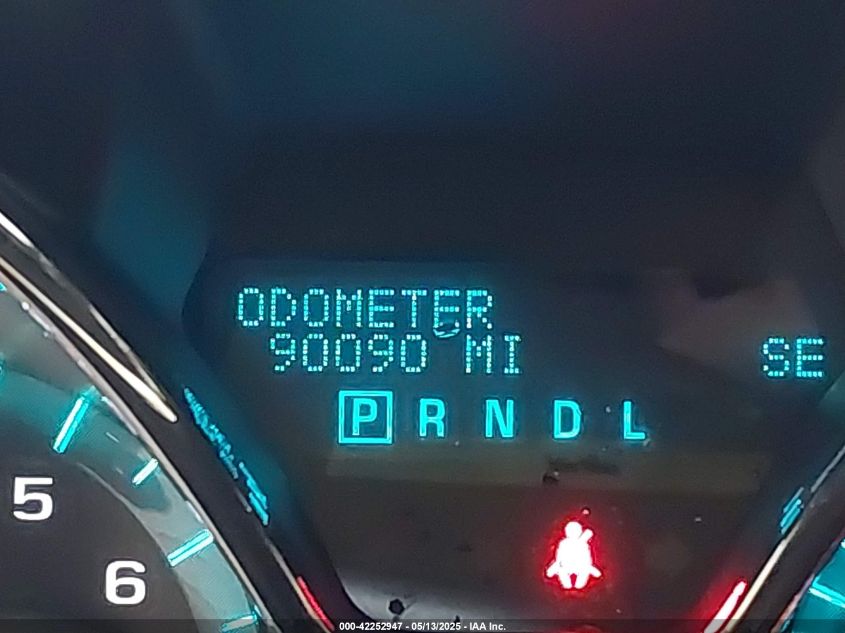 ODOMETER
90090 MI
SE
P R N D L
5
6
000-42252947 - 05/13/2025 - IAA Inc.